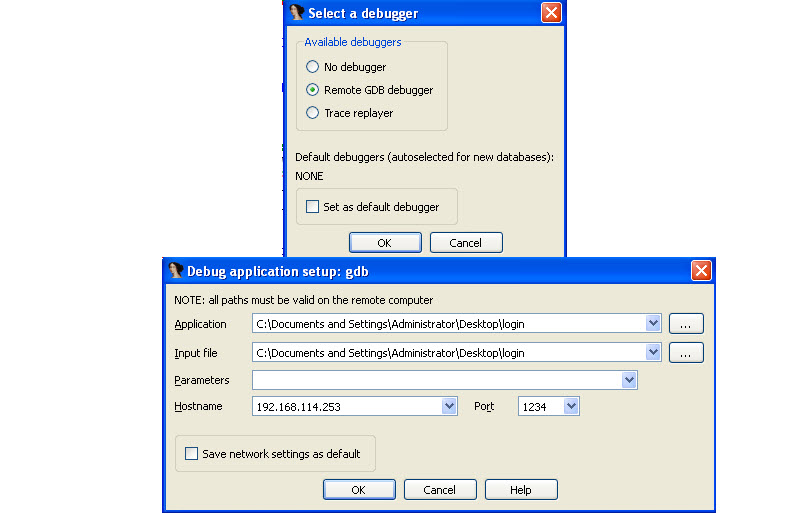 Select a debugger
Available debuggers
No debugger
Remote GDB debugger
Trace replayer
Default debuggers (autoselected for new databases):
NONE
Set as default debugger
OK Cancel
Debug application setup: gdb
NOTE: all paths must be valid on the remote computer
Application C:\Documents and Settings\Administrator\Desktop\login ...
Input file C:\Documents and Settings\Administrator\Desktop\login ...
Parameters
Hostname 192.168.114.253 Port 1234
Save network settings as default
OK Cancel Help